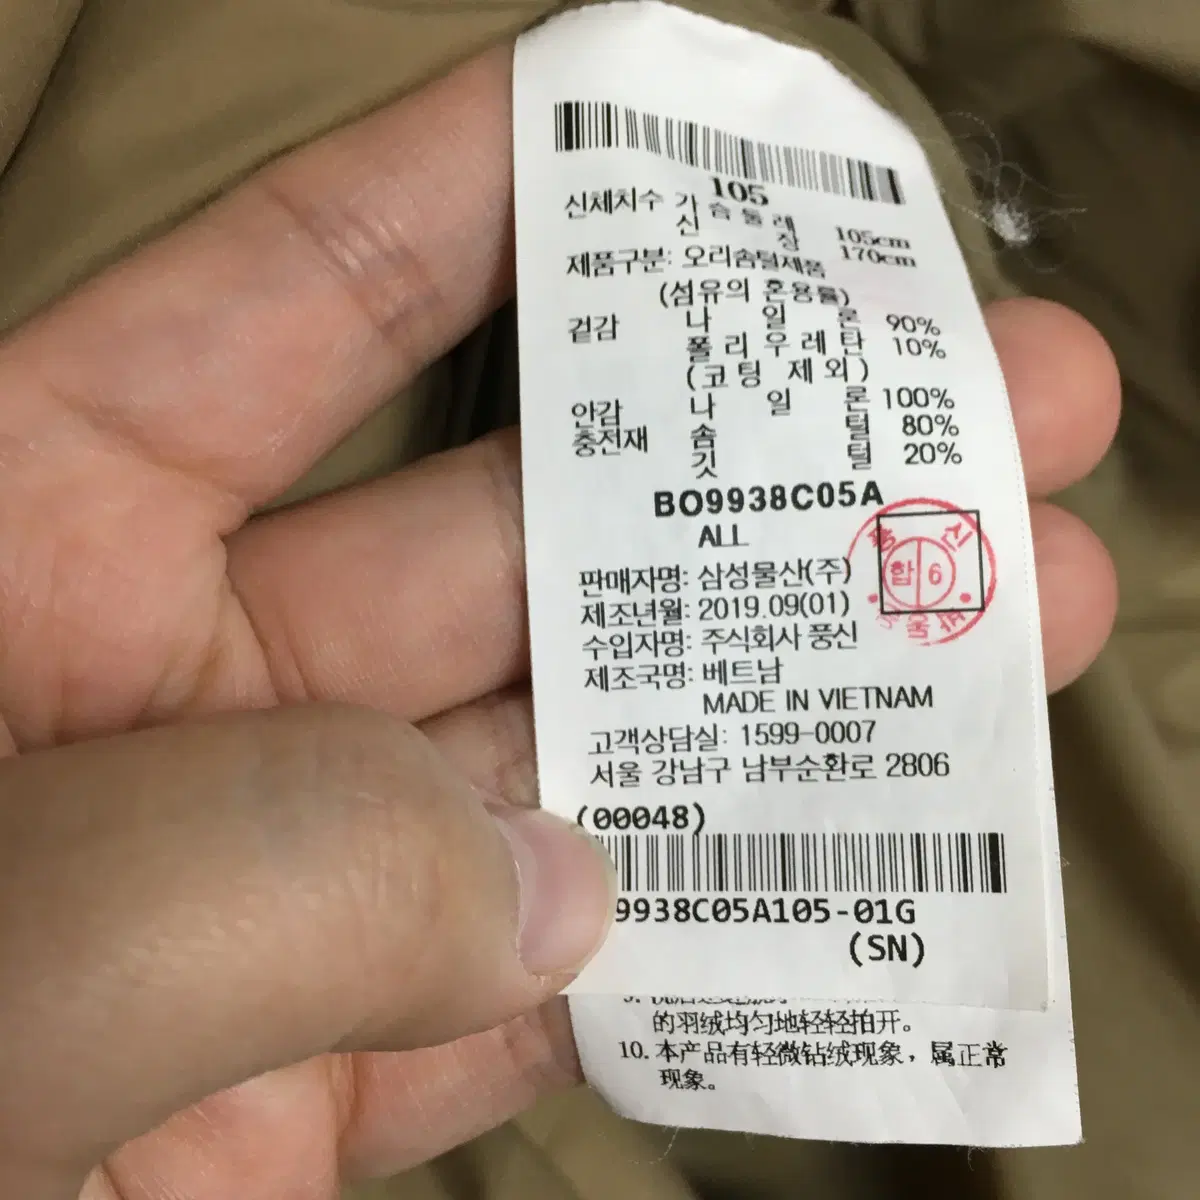 105
신체치수 가슴둘레 105cm
신장 170cm
제품구분: 오리솜털제품
(섬유의 혼용률)
겉감 나일론 90%
폴리우레탄 10%
(코팅 제외)
안감 나일론 100%
충전재 솜털 80%
깃털 20%
BO9938C05A
ALL
판매자명: 삼성물산(주)
제조년월: 2019.09(01)
수입자명: 주식회사 풍신
제조국명: 베트남
MADE IN VIETNAM
고객상담실: 1599-0007
서울 강남구 남부순환로 2806
풍신
합 6
(00048)
9938C05A105-01G
(SN)
的羽绒均匀地轻轻拍开。
10. 本产品有轻微钻绒现象，属正常
现象。